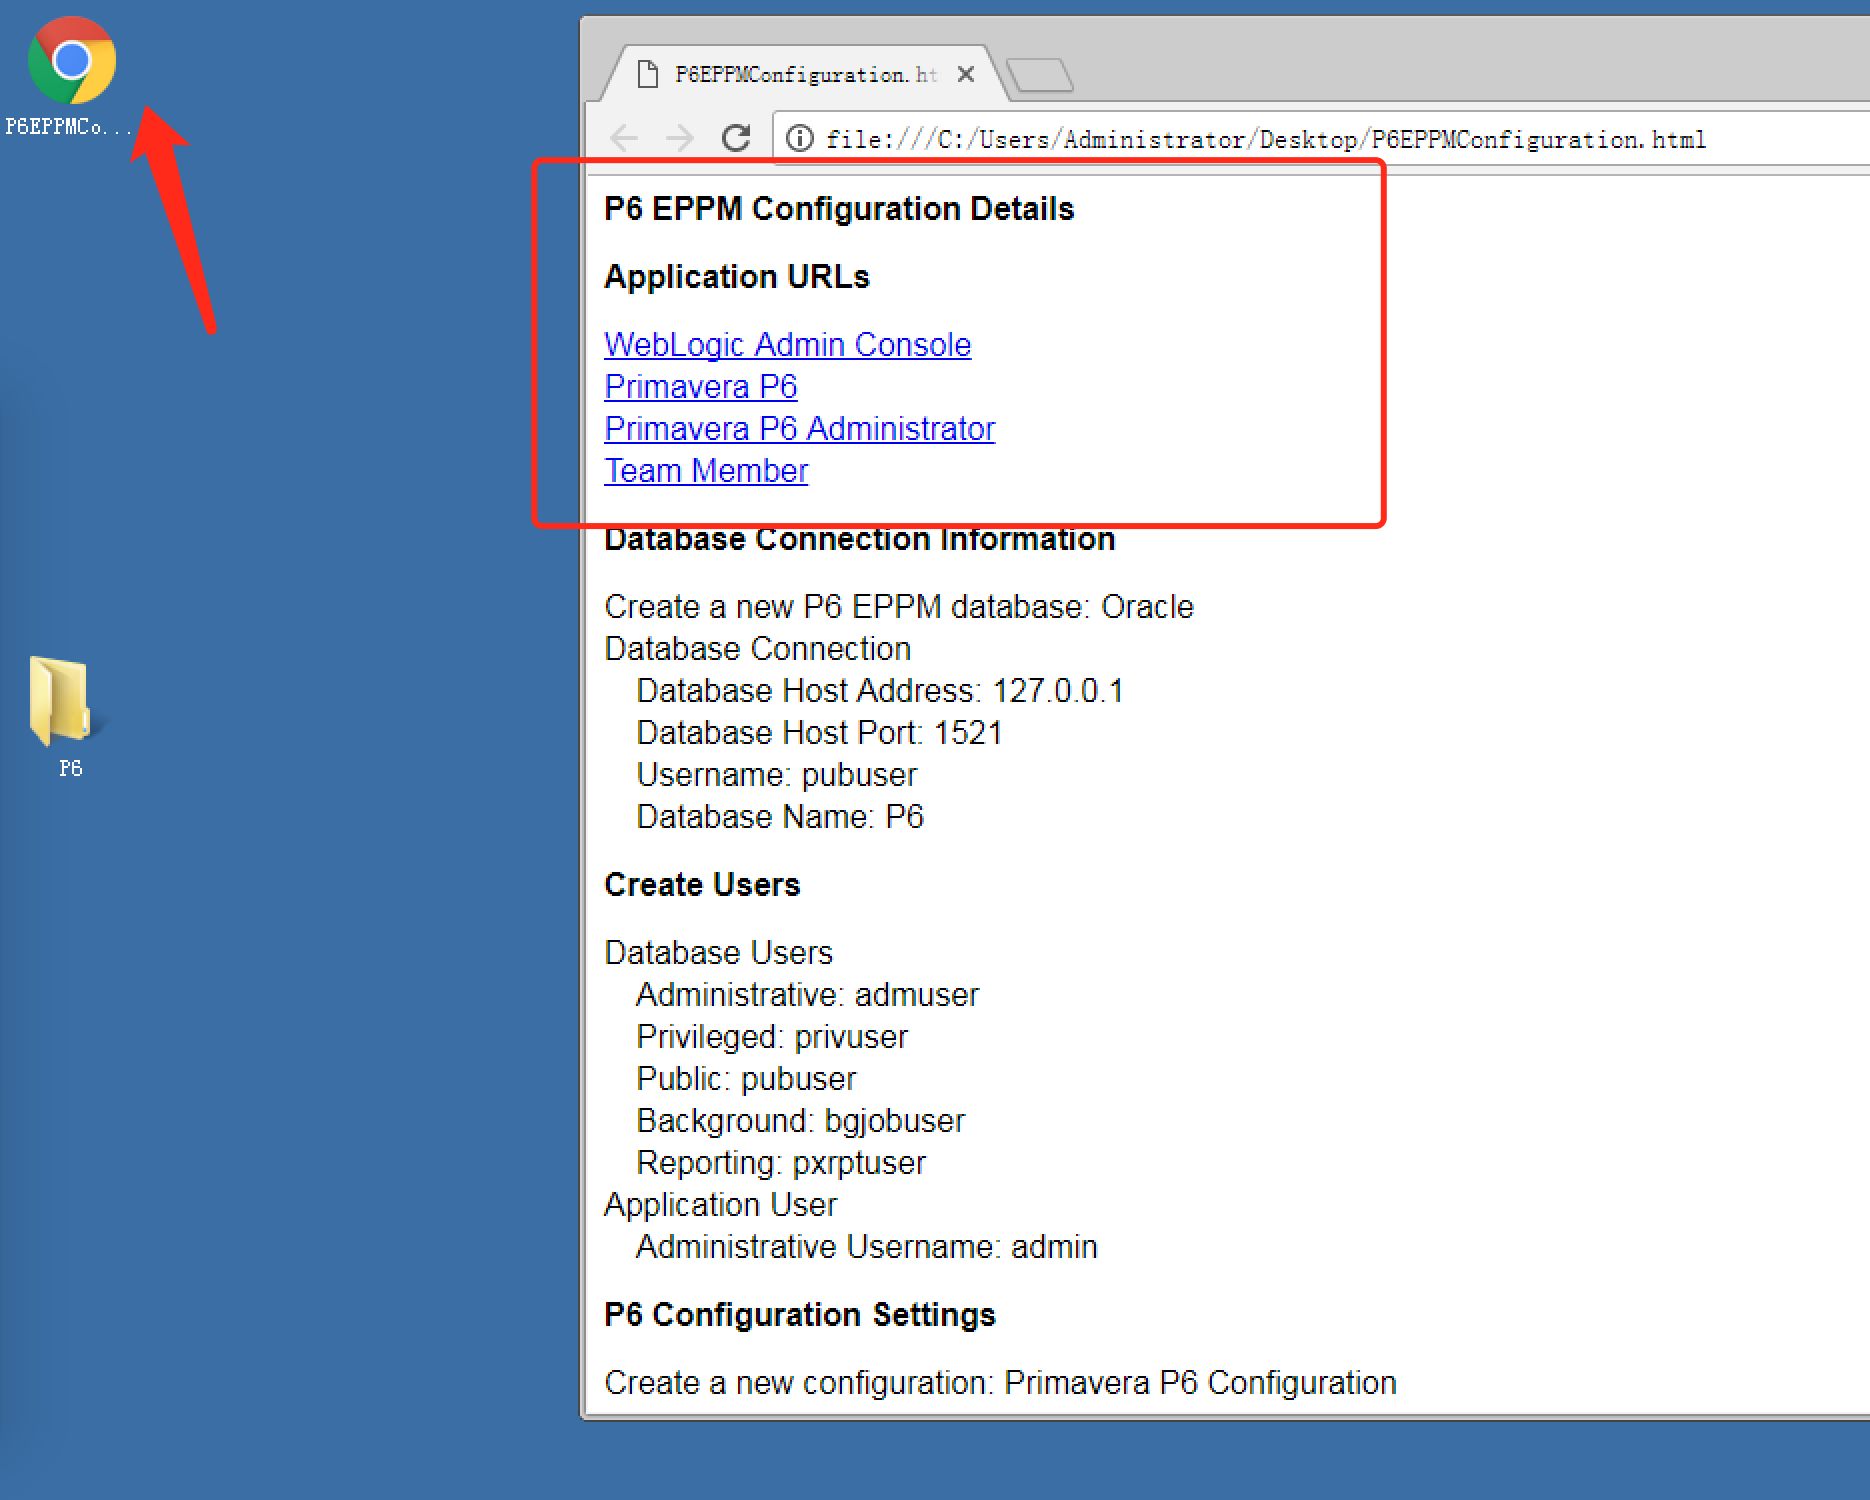 P6EPPMCo...
P6
P6EPPMConfiguration.ht
file:///C:/Users/Administrator/Desktop/P6EPPMConfiguration.html
P6 EPPM Configuration Details
Application URLs
WebLogic Admin Console
Primavera P6
Primavera P6 Administrator
Team Member
Database Connection Information
Create a new P6 EPPM database: Oracle
Database Connection
Database Host Address: 127.0.0.1
Database Host Port: 1521
Username: pubuser
Database Name: P6
Create Users
Database Users
Administrative: admuser
Privileged: privuser
Public: pubuser
Background: bgjobuser
Reporting: pxrptuser
Application User
Administrative Username: admin
P6 Configuration Settings
Create a new configuration: Primavera P6 Configuration